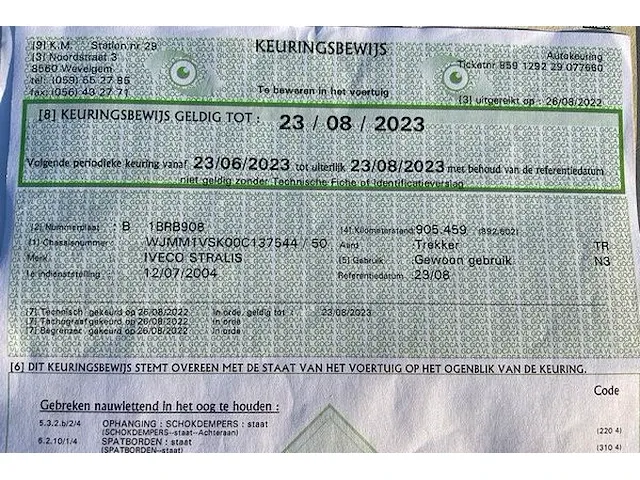 [9] K.M. Station nr 29
[3] Noordstraat 3
8560 Wevelgem
tel: (056) 65 27 85
fax: (056) 43 27 71
KEURINGSBEWIJS
Te bewaren in het voertuig
Autokeuring
Ticketnr 859 1292 29 077660
[3] uitgereikt op : 26/08/2022
[8] KEURINGSBEWIJS GELDIG TOT : 23 / 08 / 2023
Volgende periodieke keuring vanaf 23/06/2023 tot uiterlijk 23/08/2023 met behoud van de referentiedatum
niet geldig zonder Technische Fiche of Identificatieverslag
[2] Nummerplaat : B 1BRB908
(4) Kilometerstand: 905.459 (892.602)
(1) Chassisnummer: WJMM1VSK00C137544 / 50
Aard : Trekker TR
Merk : IVECO STRALIS
(5) Gebruik : Gewoon gebruik N3
1e indienststelling : 12/07/2004
Referentiedatum : 23/08
[7] Technisch gekeurd op 26/08/2022 In orde, geldig tot : 23/08/2023
[7] Tachograaf gekeurd op 26/08/2022 In orde
[7] Begrenzer gekeurd op 26/08/2022 In orde
[6] DIT KEURINGSBEWIJS STEMT OVEREEN MET DE STAAT VAN HET VOERTUIG OP HET OGENBLIK VAN DE KEURING.
Code
Gebreken nauwlettend in het oog te houden :
5.3.2.b/2/4 OPHANGING : SCHOKDEMPERS : staat (220 4)
(SCHOKDEMPERS--staat--Achteraan)
6.2.10/1/4 SPATBORDEN : staat (310 4)
(SPATBORDEN--staat)